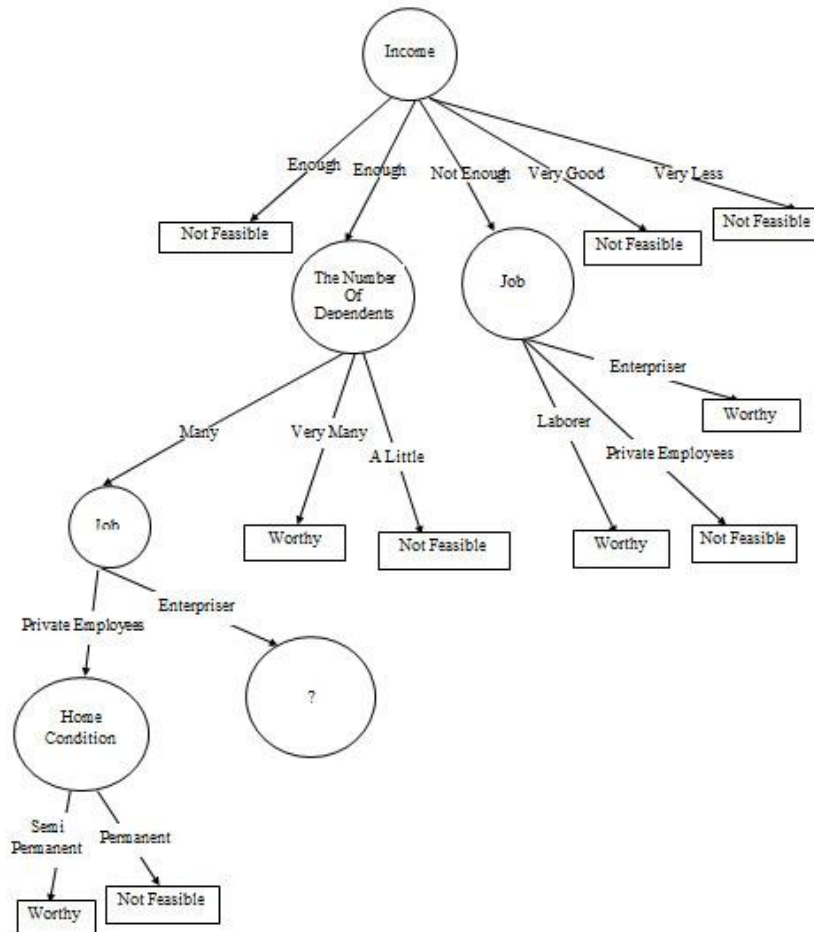 Income
Enough
Enough
Not Enough
Very Good
Very Less
Not Feasible
Not Feasible
Not Feasible
The Number
Of
Dependents
Job
Many
Very Many
A Little
Laborer
Enterpriser
Private Employees
Worthy
Job
Worthy
Not Feasible
Worthy
Not Feasible
Private Employees
Enterpriser
Home
Condition
?
Semi
Permanent
Permanent
Worthy
Not Feasible